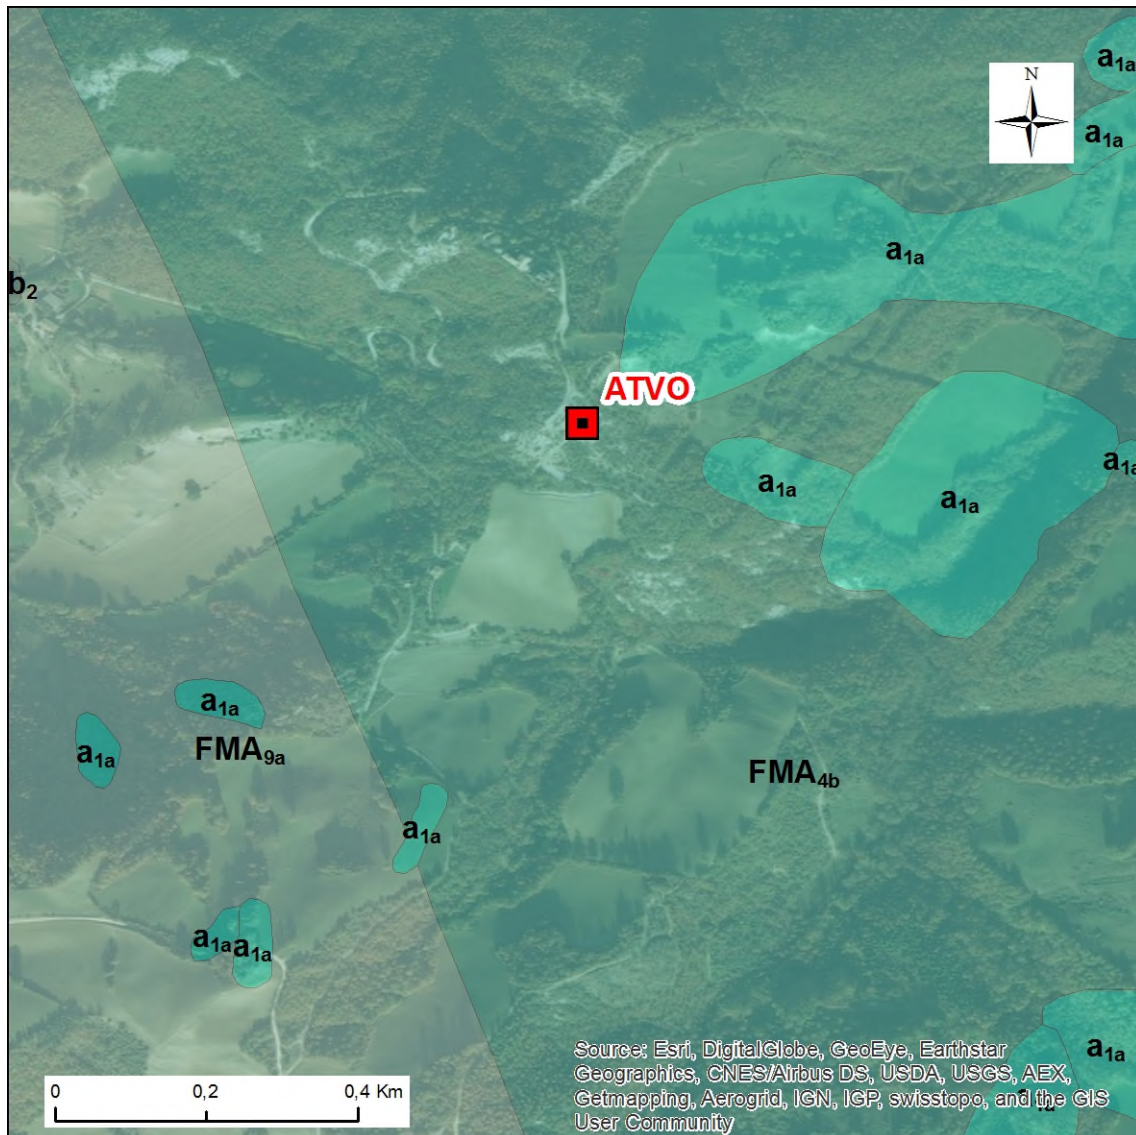 a1a
N
a1a
a1a
b2
ATVO
a1a
a1a
a1a
a1a
FMA9a
a1a
FMA4b
a1a
a1a
a1a
a1a
Source: Esri, DigitalGlobe, GeoEye, Earthstar
Geographics, CNES/Airbus DS, USDA, USGS, AEX,
Getmapping, Aerogrid, IGN, IGP, swisstopo, and the GIS
User Community
0 0,2 0,4 Km